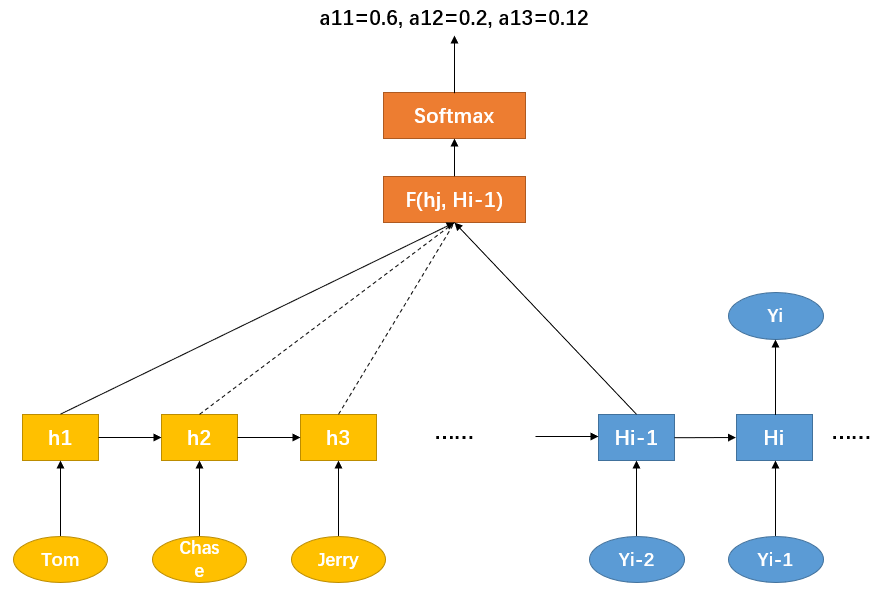 a11=0.6, a12=0.2, a13=0.12
Softmax
F(hj, Hi-1)
Yi
h1
h2
h3
......
Hi-1
Hi
......
Tom
Chas
e
Jerry
Yi-2
Yi-1